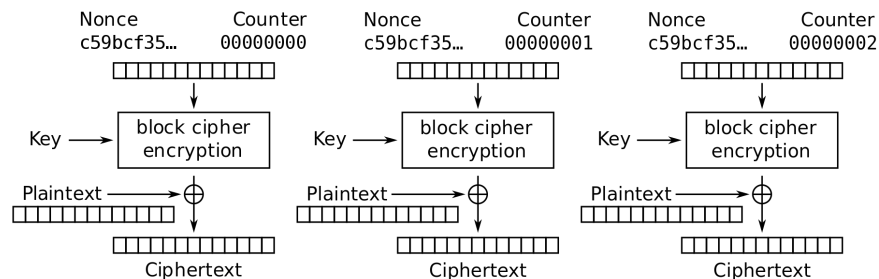 Nonce Counter Nonce Counter Nonce Counter
c59bcf35… 00000000 c59bcf35… 00000001 c59bcf35… 00000002
Key block cipher encryption Key block cipher encryption Key block cipher encryption
Plaintext Plaintext Plaintext
Ciphertext Ciphertext Ciphertext